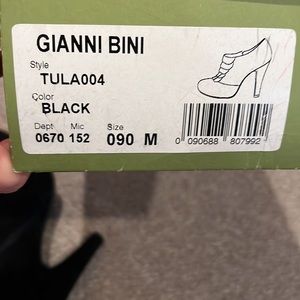 GIANNI BINI
Style
TULA004
Color
BLACK
Dept Mic Size
0670 152 090 M
0 090688 807992